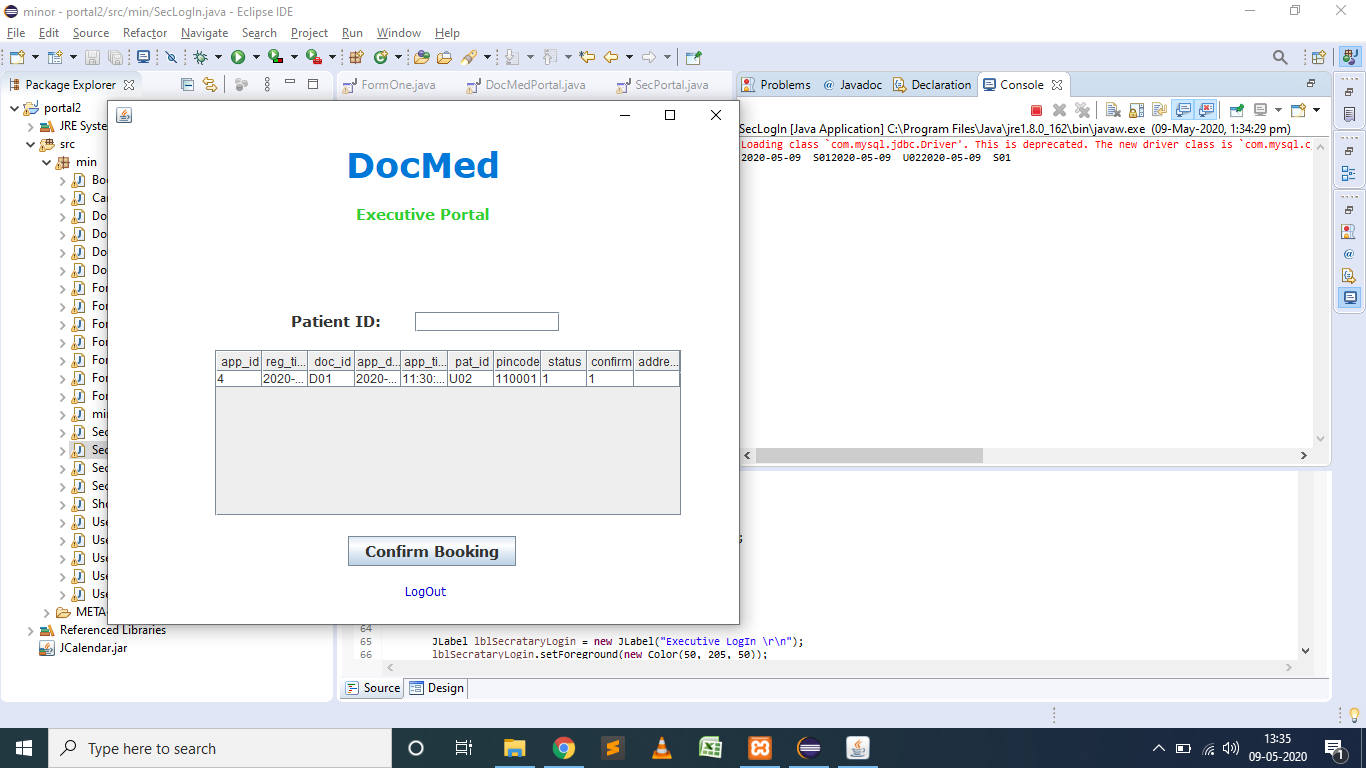 minor - portal2/src/min/SecLogIn.java - Eclipse IDE
File Edit Source Refactor Navigate Search Project Run Window Help
Package Explorer
FormOne.java DocMedPortal.java SecPortal.java
Problems Javadoc Declaration Console
portal2
JRE Syste
src
min
Boo
Car
Do
Do
Do
Do
For
For
For
For
For
For
For
min
Sec
Sec
Sec
Sec
Sho
Use
Use
Use
Use
Use
META
Referenced Libraries
JCalendar.jar
DocMed
Executive Portal
Patient ID:
app_id reg_ti... doc_id app_d... app_ti... pat_id pincode status confirm addre...
4 2020-... D01 2020-... 11:30:... U02 110001 1 1
Confirm Booking
LogOut
SecLogIn [Java Application] C:\Program Files\Java\jre1.8.0_162\bin\javaw.exe (09-May-2020, 1:34:29 pm)
Loading class `com.mysql.jdbc.Driver'. This is deprecated. The new driver class is `com.mysql.c
2020-05-09 S012020-05-09 U022020-05-09 S01
;
64
65 JLabel lblSecrataryLogin = new JLabel("Executive LogIn \r\n");
66 lblSecrataryLogin.setForeground(new Color(50, 205, 50));
Source Design
Type here to search
13:35
09-05-2020
1